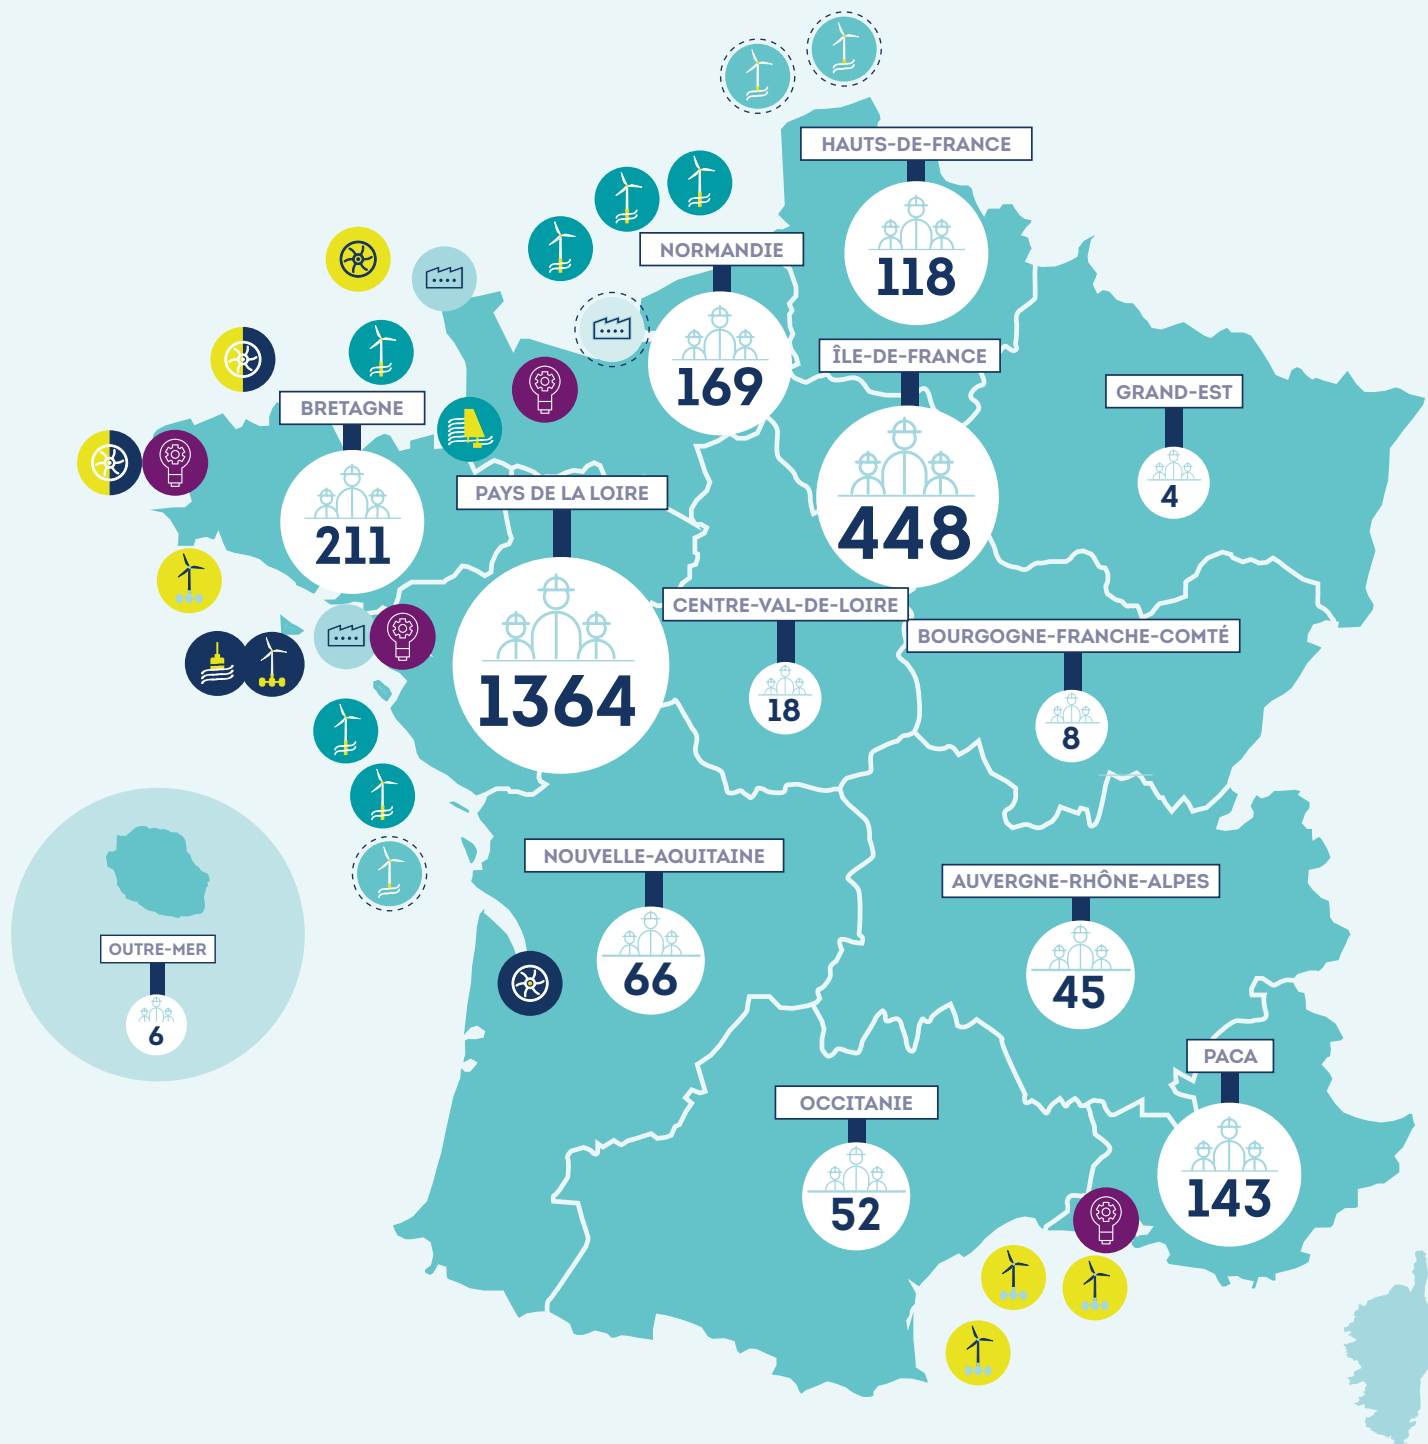 HAUTS-DE-FRANCE
118
NORMANDIE
169
ÎLE-DE-FRANCE
448
GRAND-EST
4
BRETAGNE
211
PAYS DE LA LOIRE
1364
CENTRE-VAL-DE-LOIRE
18
BOURGOGNE-FRANCHE-COMTÉ
8
NOUVELLE-AQUITAINE
66
AUVERGNE-RHÔNE-ALPES
45
OUTRE-MER
6
PACA
143
OCCITANIE
52